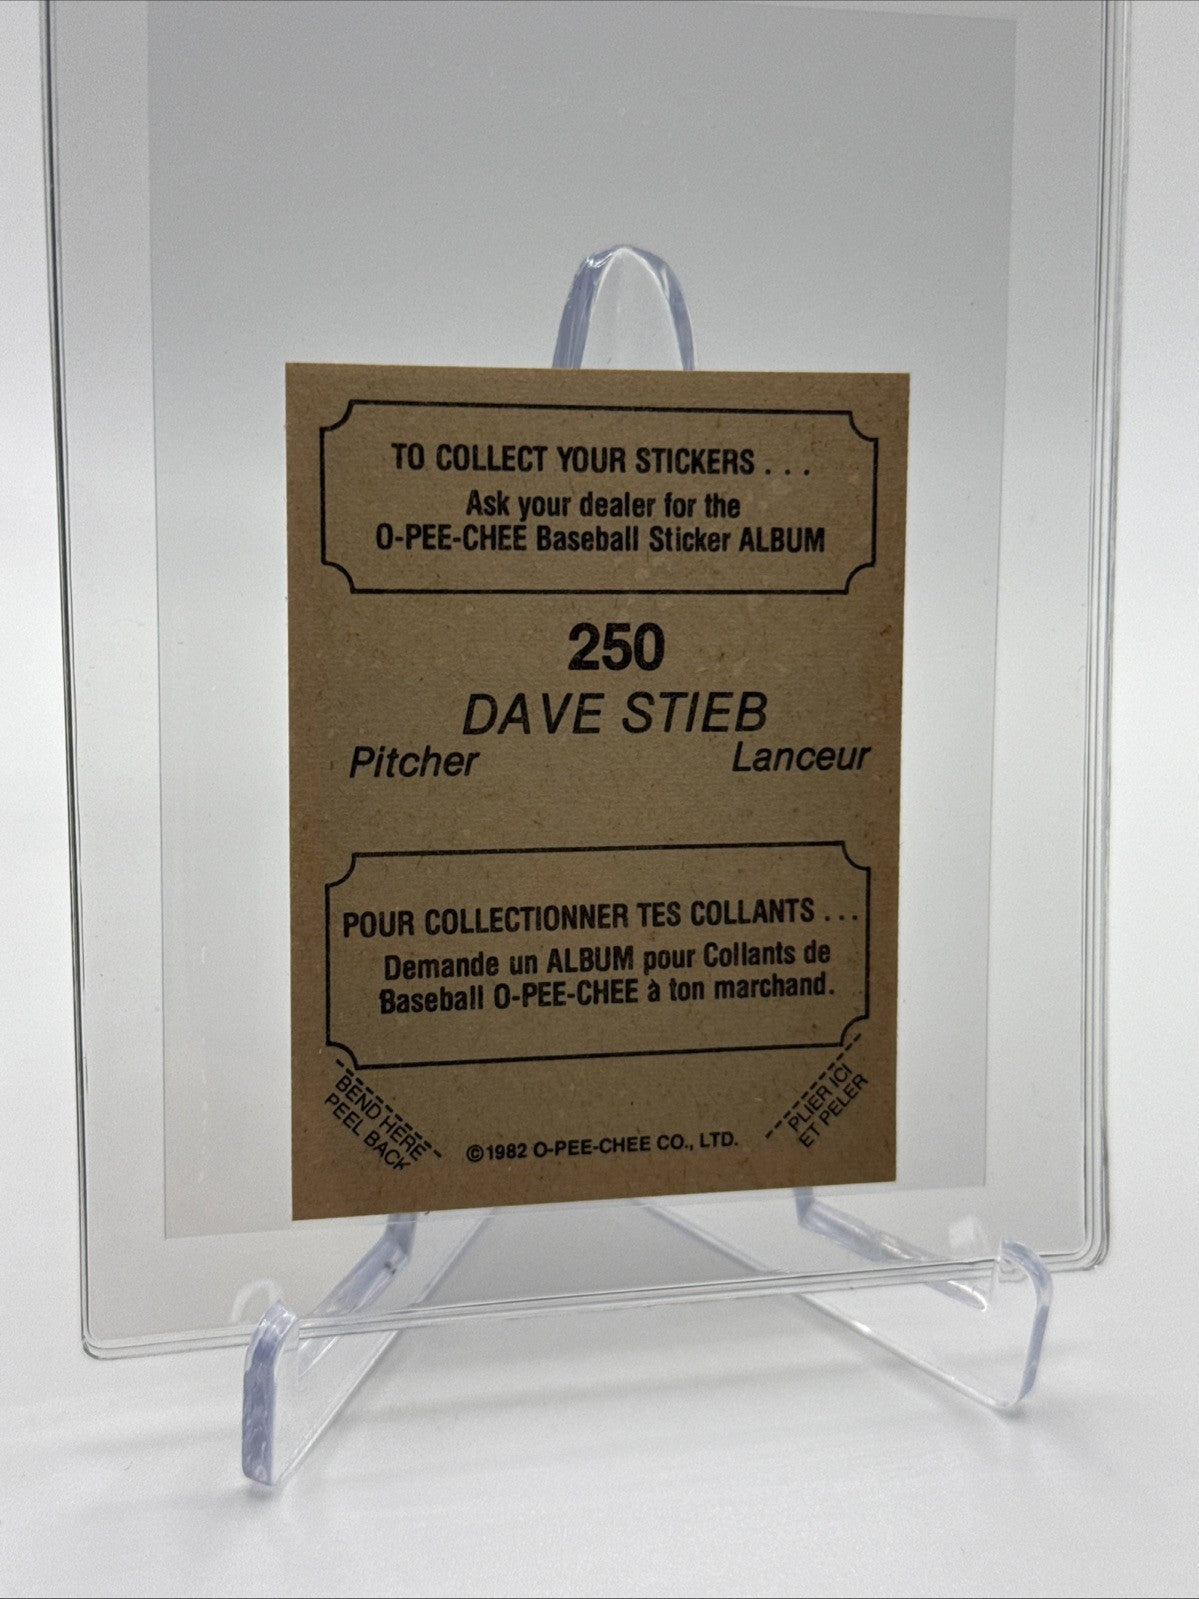 TO COLLECT YOUR STICKERS . . .
Ask your dealer for the
O-PEE-CHEE Baseball Sticker ALBUM
250
DAVE STIEB
Pitcher Lanceur
POUR COLLECTIONNER TES COLLANTS . . .
Demande un ALBUM pour Collants de
Baseball O-PEE-CHEE à ton marchand.
BEND HERE
PEEL BACK
©1982 O-PEE-CHEE CO., LTD.
PLIER ICI
ET PELER